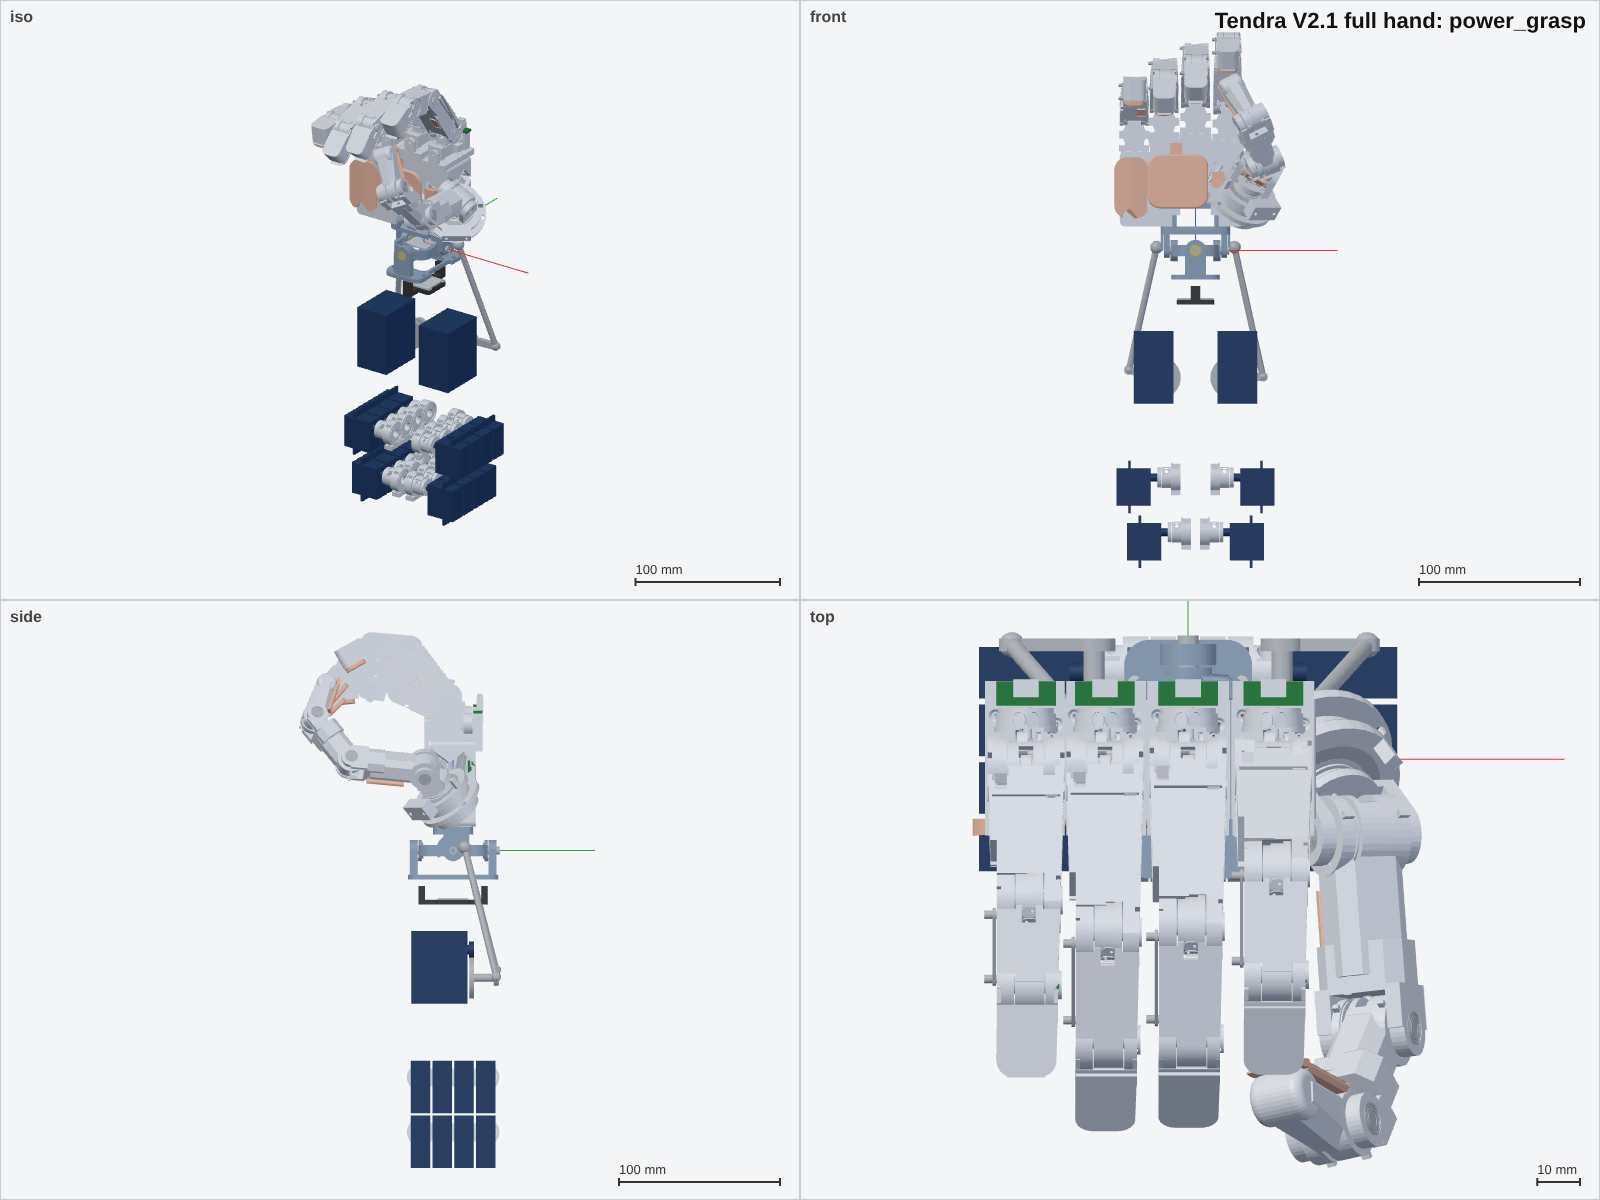 iso
front
Tendra V2.1 full hand: power_grasp
100 mm
100 mm
side
top
100 mm
10 mm